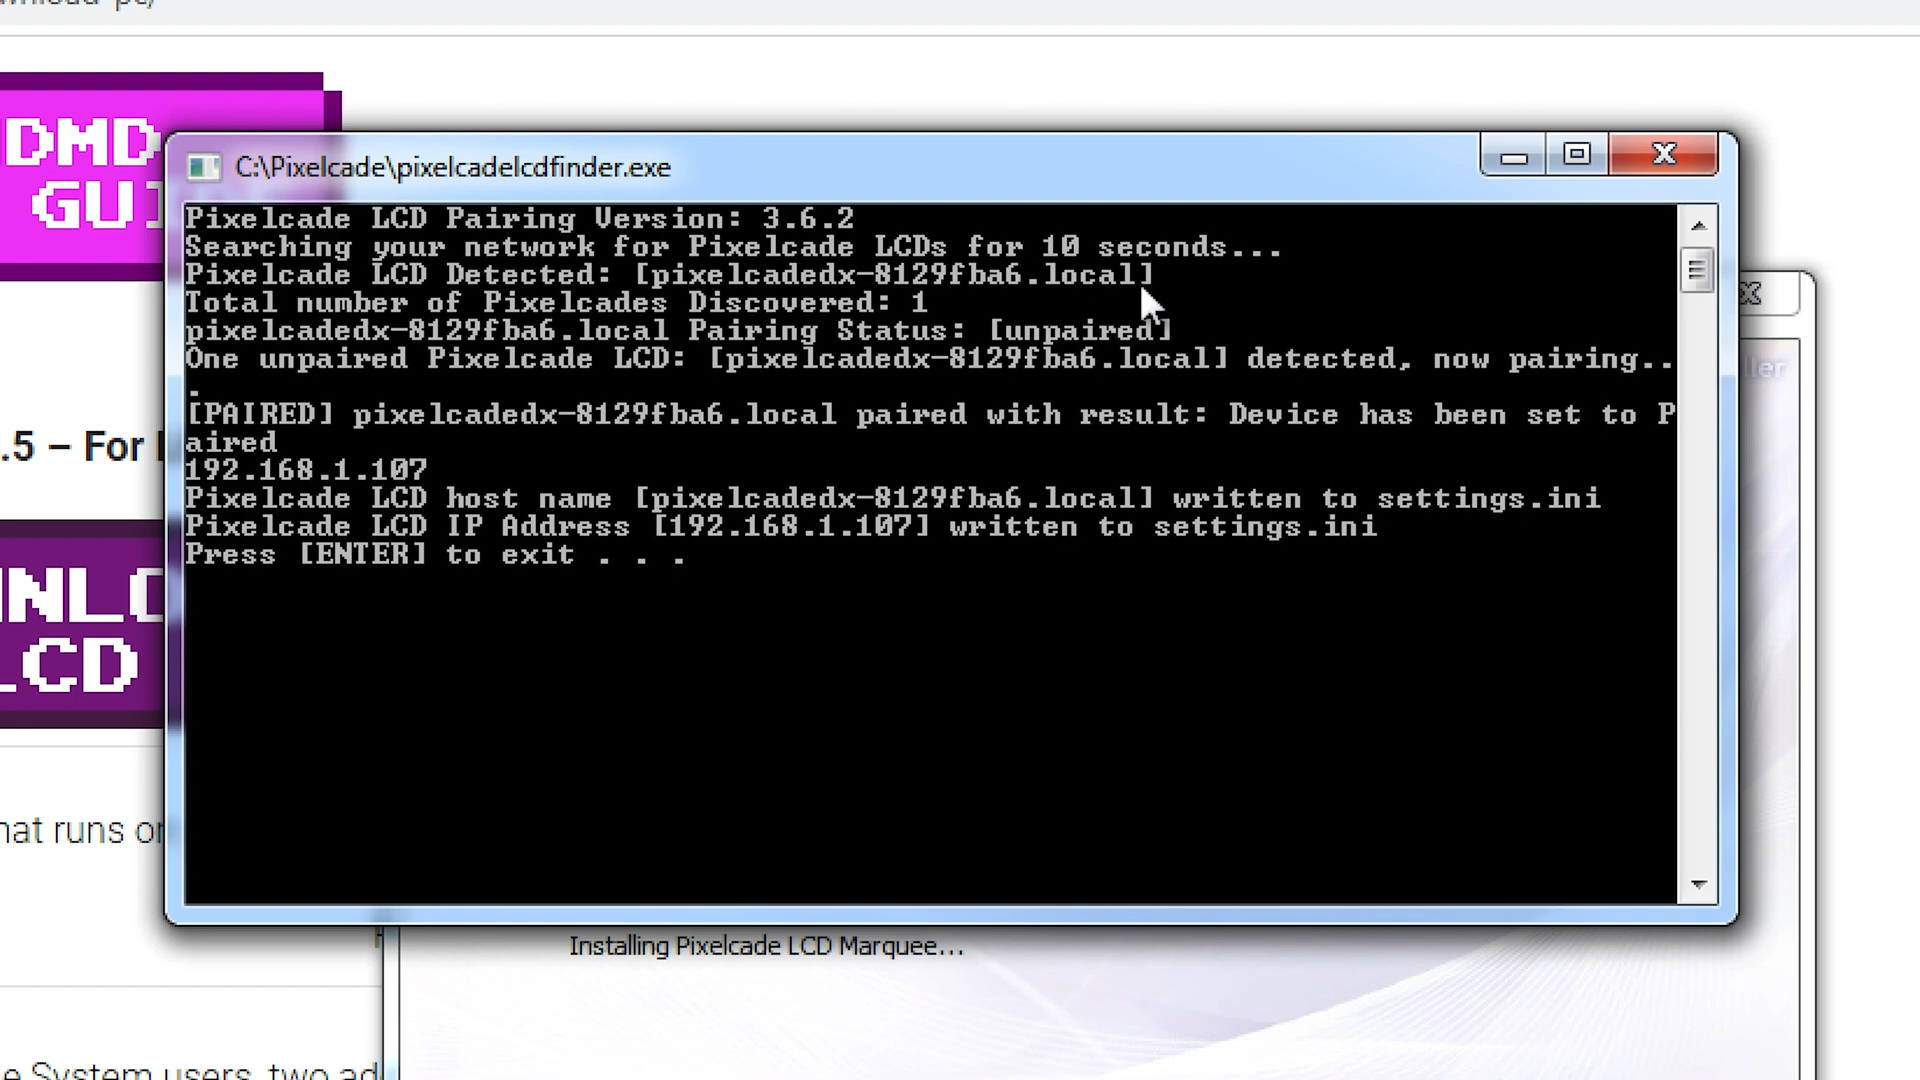 DMD
GUI
C:\Pixelcade\pixelcadelcdfinder.exe
Pixelcade LCD Pairing Version: 3.6.2
Searching your network for Pixelcade LCDs for 10 seconds...
Pixelcade LCD Detected: [pixelcadedx-8129fba6.local]
Total number of Pixelcades Discovered: 1
pixelcadedx-8129fba6.local Pairing Status: [unpaired]
One unpaired Pixelcade LCD: [pixelcadedx-8129fba6.local] detected, now pairing..
.
[PAIRED] pixelcadedx-8129fba6.local paired with result: Device has been set to P
aired
192.168.1.107
Pixelcade LCD host name [pixelcadedx-8129fba6.local] written to settings.ini
Pixelcade LCD IP Address [192.168.1.107] written to settings.ini
Press [ENTER] to exit . . .
.5 – For
LCD
hat runs
Installing Pixelcade LCD Marquee...
e System users, two